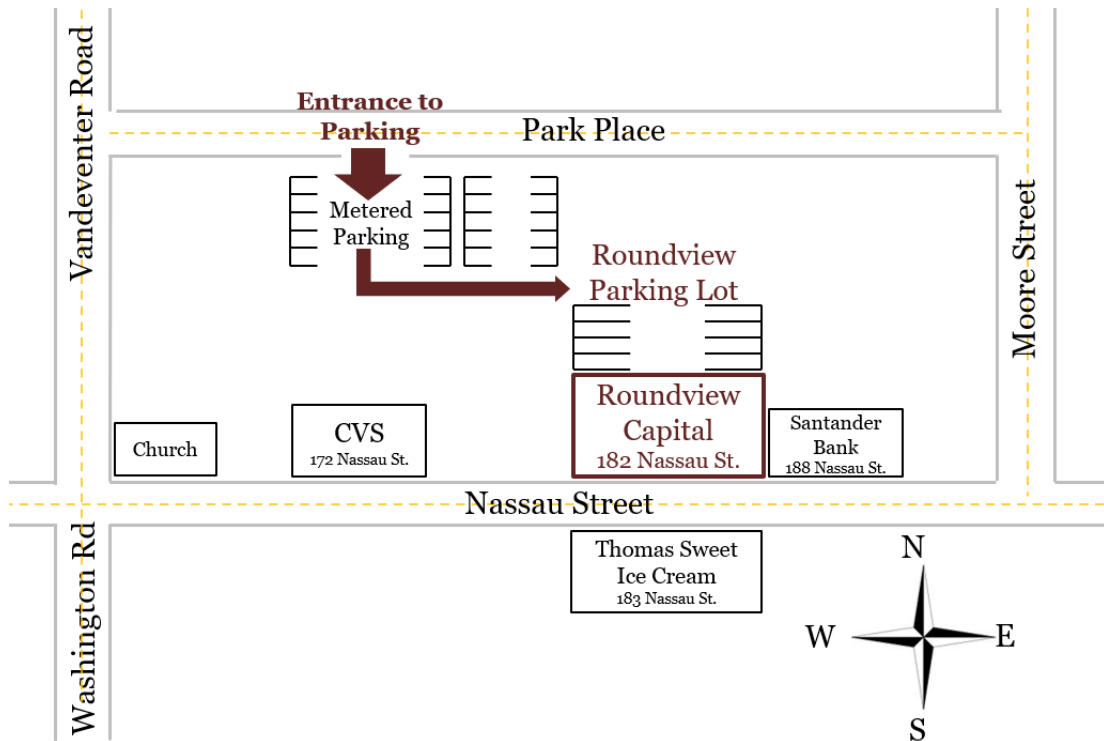 Vandeventer Road
Entrance to
Parking
Park Place
Metered
Parking
Moore Street
Roundview
Parking Lot
Church
CVS
172 Nassau St.
Roundview
Capital
182 Nassau St.
Santander
Bank
188 Nassau St.
Nassau Street
Washington Rd
Thomas Sweet
Ice Cream
183 Nassau St.
N
W
E
S